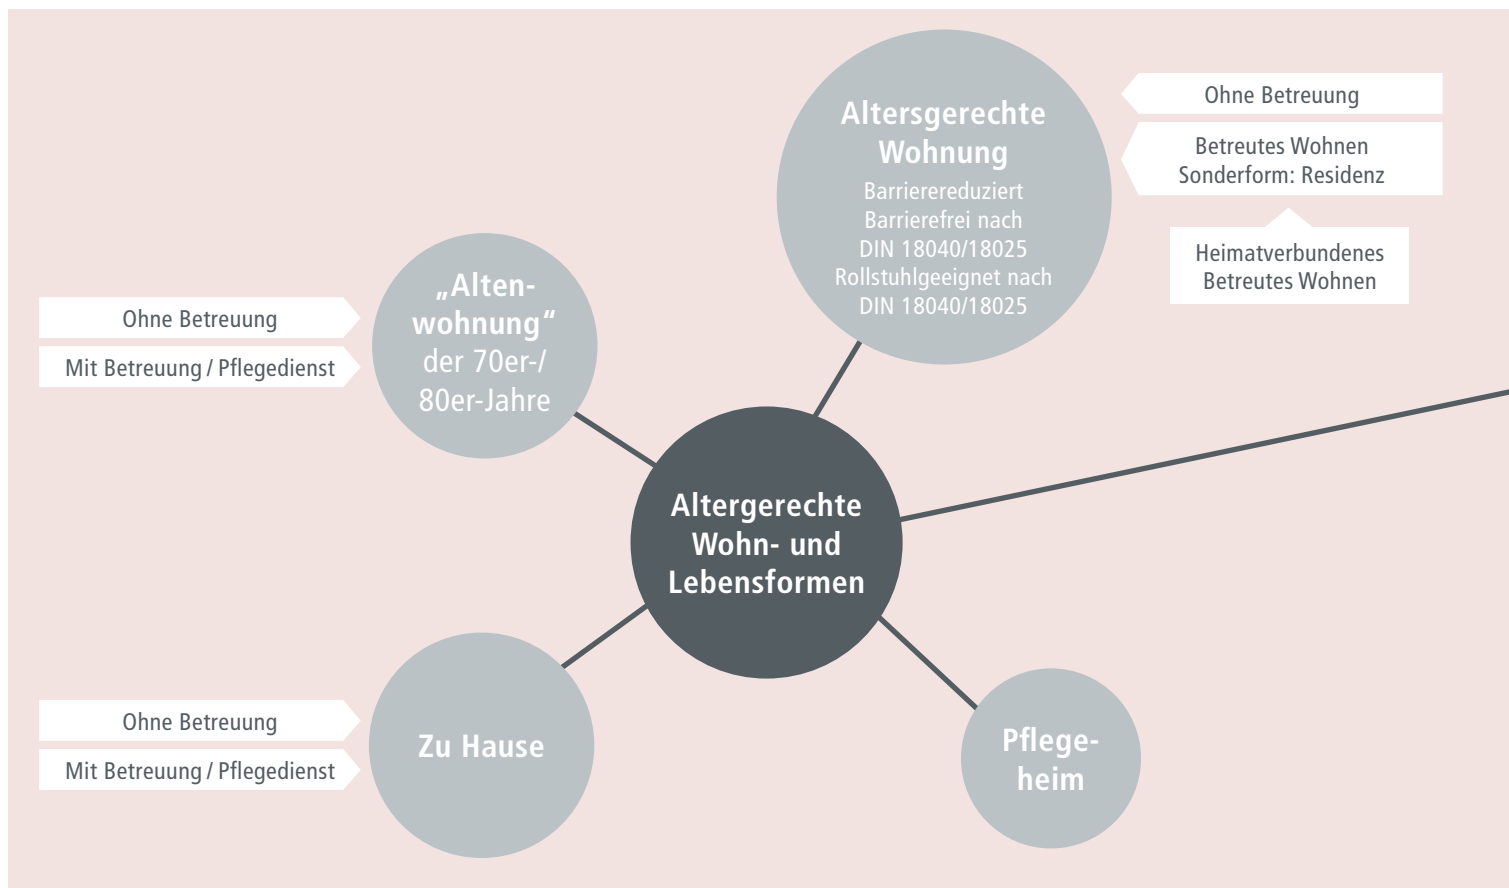 Altersgerechte
Wohnung
Barrierereduziert
Barrierefrei nach
DIN 18040/18025
Rollstuhlgeeignet nach
DIN 18040/18025
Ohne Betreuung
Betreutes Wohnen
Sonderform: Residenz
Heimatverbundenes
Betreutes Wohnen
„Alten-
wohnung“
der 70er-/
80er-Jahre
Ohne Betreuung
Mit Betreuung / Pflegedienst
Altergerechte
Wohn- und
Lebensformen
Zu Hause
Ohne Betreuung
Mit Betreuung / Pflegedienst
Pflege-
heim